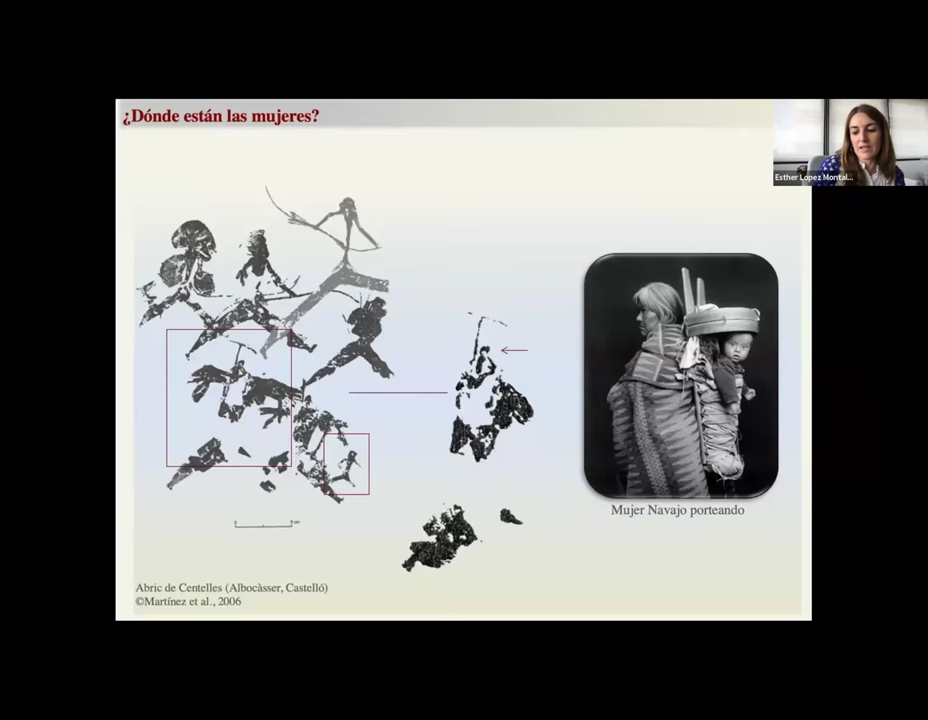 ¿Dónde están las mujeres?
Esther Lopez Montal...
Mujer Navajo porteando
Abric de Centelles (Albocàsser, Castelló)
©Martínez et al., 2006